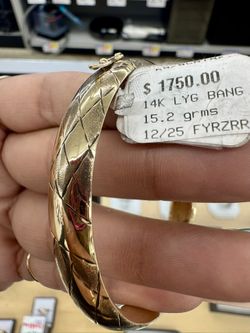 $ 1750.00
14K LYG BANG
15.2 grms
12/25 FYRZRR